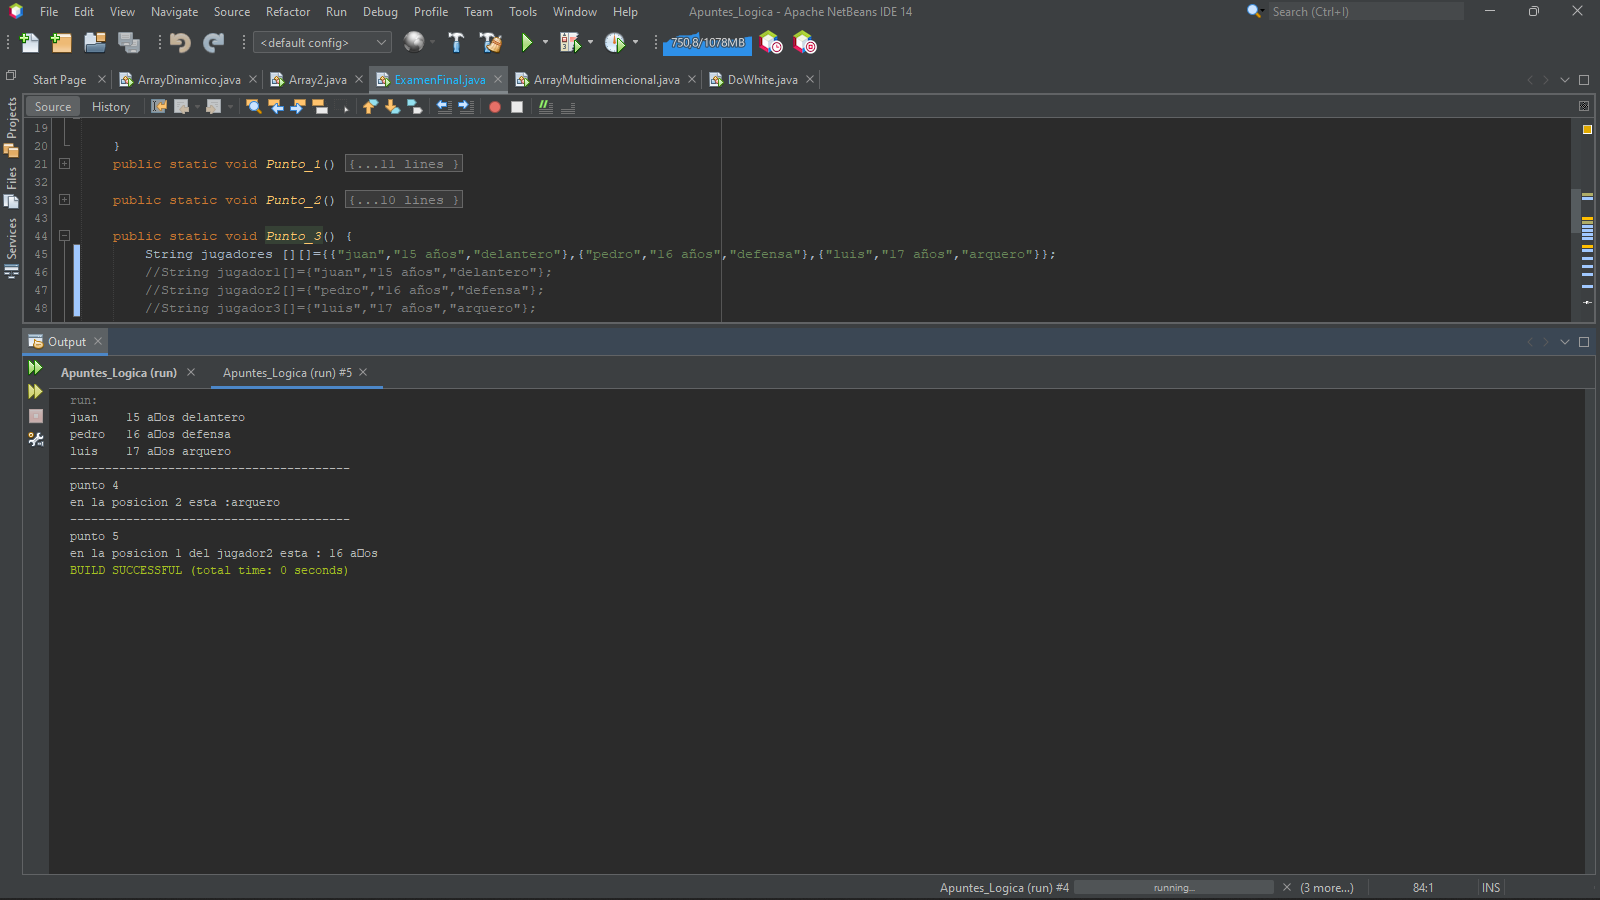 File Edit View Navigate Source Refactor Run Debug Profile Team Tools Window Help Apuntes_Logica - Apache NetBeans IDE 14 Search (Ctrl+I)
<default config> 750,8/1078MB
Start Page ArrayDinamico.java Array2.java ExamenFinal.java ArrayMultidimencional.java DoWhite.java
Source History
Projects
Files
Services
19
20 }
21 public static void Punto_1() {...11 lines }
32
33 public static void Punto_2() {...10 lines }
43
44 public static void Punto_3() {
45 String jugadores [][]={{"juan","15 años","delantero"},{"pedro","16 años","defensa"},{"luis","17 años","arquero"}};
46 //String jugador1[]={"juan","15 años","delantero"};
47 //String jugador2[]={"pedro","16 años","defensa"};
48 //String jugador3[]={"luis","17 años","arquero"};
Output
Apuntes_Logica (run) Apuntes_Logica (run) #5
run:
juan 15 a□os delantero
pedro 16 a□os defensa
luis 17 a□os arquero
----------------------------------------
punto 4
en la posicion 2 esta :arquero
----------------------------------------
punto 5
en la posicion 1 del jugador2 esta : 16 a□os
BUILD SUCCESSFUL (total time: 0 seconds)
Apuntes_Logica (run) #4 running... (3 more...) 84:1 INS